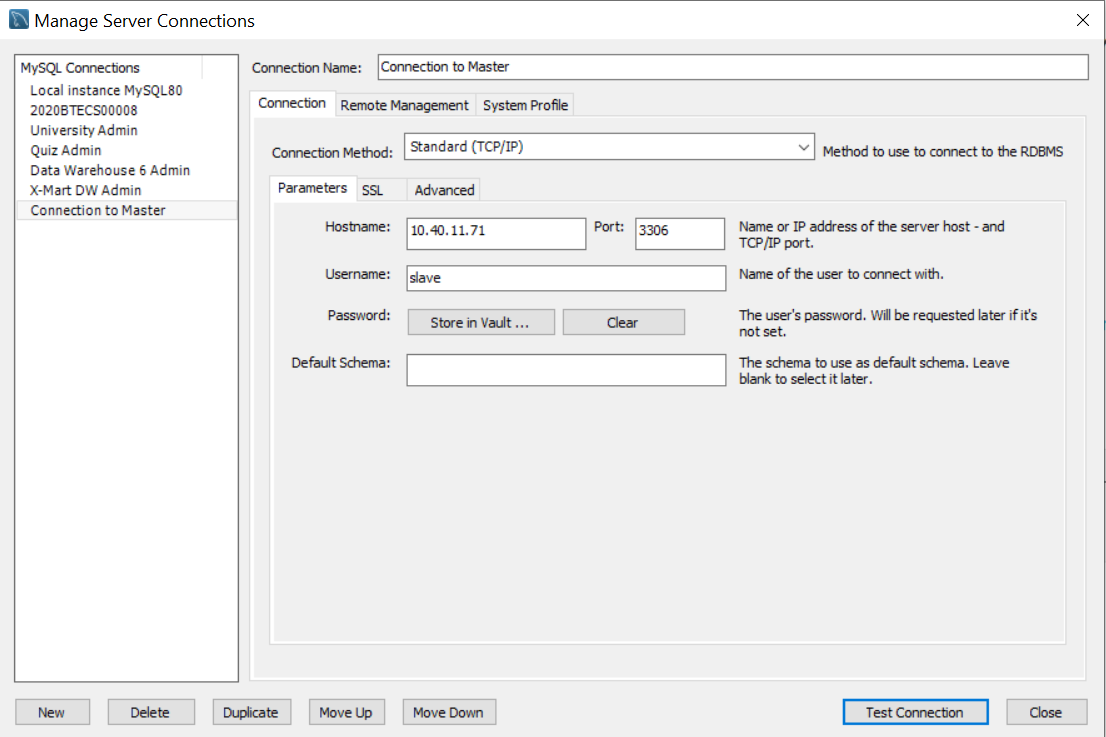 Manage Server Connections
MySQL Connections
Local instance MySQL80
2020BTECS00008
University Admin
Quiz Admin
Data Warehouse 6 Admin
X-Mart DW Admin
Connection to Master
Connection Name: Connection to Master
Connection Remote Management System Profile
Connection Method: Standard (TCP/IP) Method to use to connect to the RDBMS
Parameters SSL Advanced
Hostname: 10.40.11.71 Port: 3306 Name or IP address of the server host - and
TCP/IP port.
Username: slave Name of the user to connect with.
Password: Store in Vault ... Clear The user's password. Will be requested later if it's
not set.
Default Schema: The schema to use as default schema. Leave
blank to select it later.
New Delete Duplicate Move Up Move Down Test Connection Close